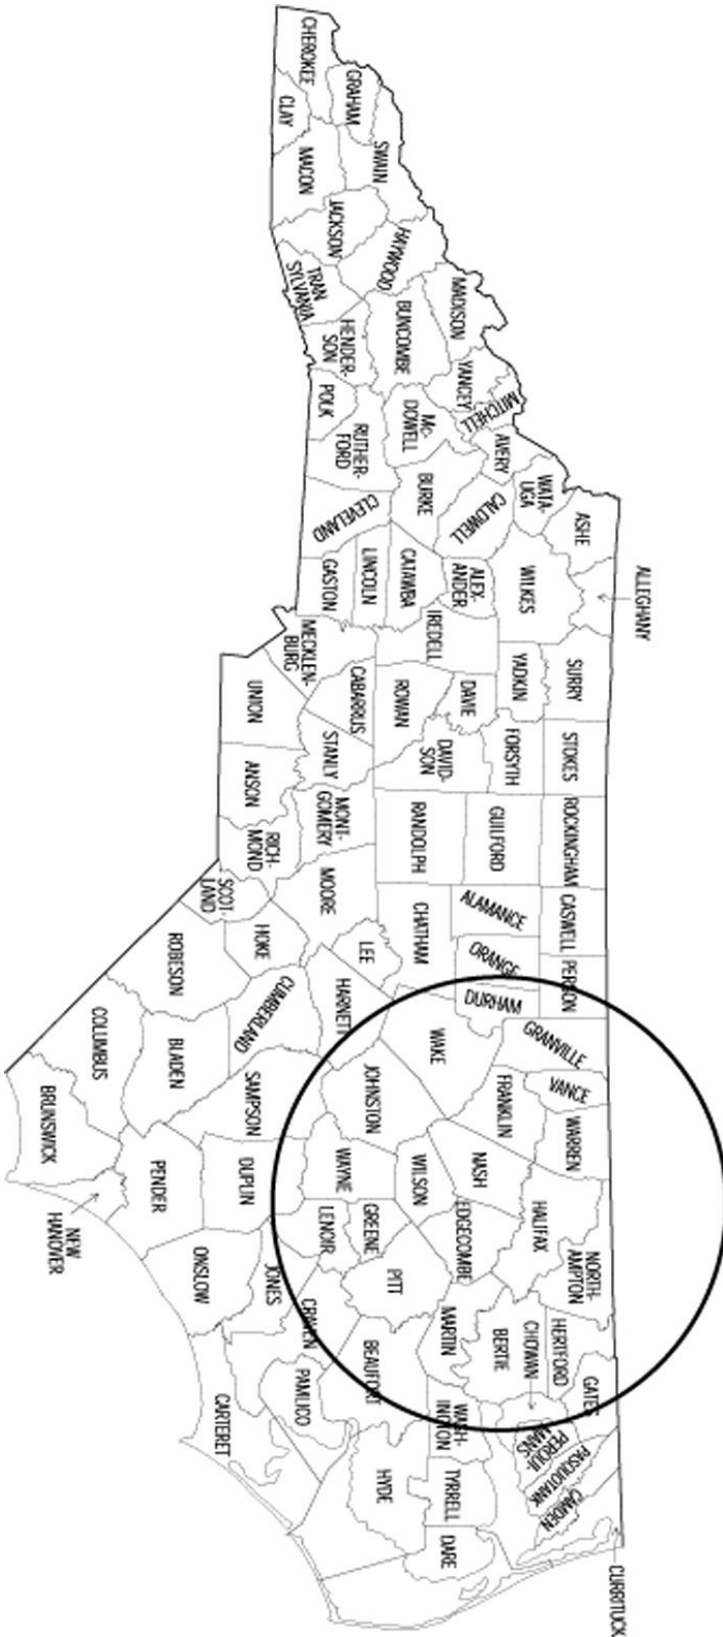 CHEROKEE
GRAHAM
CLAY
SWAIN
MACON
JACKSON
HAYWOOD
TRAN
SYLVANIA
MADISON
BUNCOMBE
HENDER-
SON
YANCEY
MITCHELL
POLK
Mc-
DOWELL
AVERY
RUTHER-
FORD
BURKE
WATA-
UGA
CALDWELL
CLEVELAND
ASHE
ALLEGHANY
WILKES
ALEX-
ANDER
CATAWBA
LINCOLN
GASTON
IREDELL
MECKLEN-
BURG
SURRY
YADKIN
DAVIE
ROWAN
CABARRUS
UNION
STOKES
FORSYTH
DAVID-
SON
STANLY
ANSON
ROCKINGHAM
GUILFORD
RANDOLPH
MONT-
GOMERY
RICH-
MOND
SCOT-
LAND
CASWELL
ALAMANCE
CHATHAM
MOORE
HOKE
ROBESON
PERSON
ORANGE
LEE
DURHAM
HARNETT
CUMBERLAND
GRANVILLE
WAKE
COLUMBUS
VANCE
FRANKLIN
JOHNSTON
SAMPSON
BLADEN
BRUNSWICK
WARREN
NASH
WILSON
WAYNE
DUPLIN
PENDER
NEW
HANOVER
HALIFAX
EDGECOMBE
GREENE
LENOIR
ONSLOW
NORTH-
AMPTON
PITT
JONES
HERTFORD
BERTIE
MARTIN
CRAVEN
CHOWAN
GATES
BEAUFORT
PAMLICO
CARTERET
WASH-
INGTON
PERQUI-
MANS
PASQUOTANK
CAMDEN
TYRRELL
HYDE
DARE
CURRITUCK